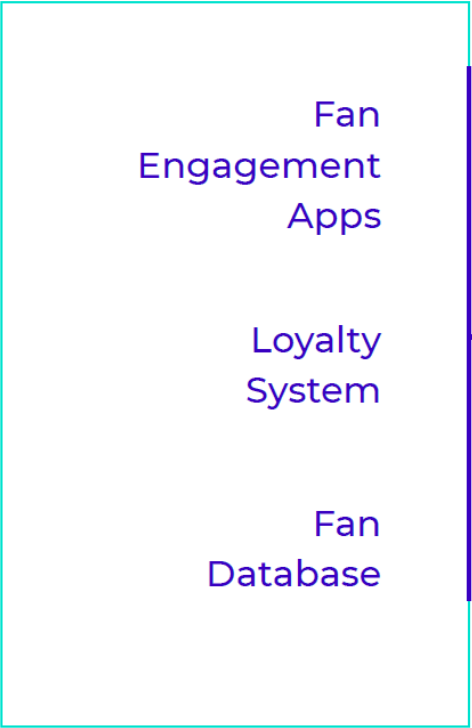 Fan
Engagement
Apps
Loyalty
System
Fan
Database